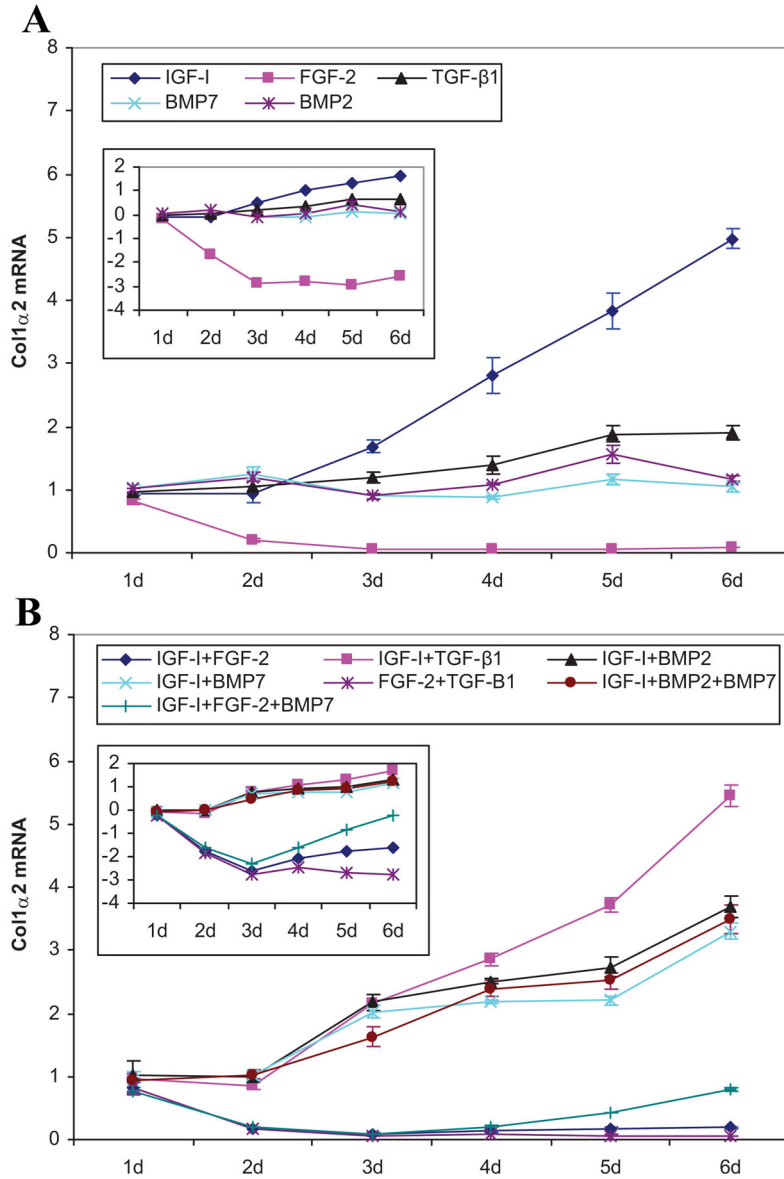 A
8
7
6
5
4
3
2
1
0
Col1α2 mRNA
IGF-I FGF-2 TGF-β1
BMP7 BMP2
2
1
0
-1
-2
-3
-4
1d 2d 3d 4d 5d 6d
1d 2d 3d 4d 5d 6d
B
8
7
6
5
4
3
2
1
0
Col1α2 mRNA
IGF-I+FGF-2 IGF-I+TGF-β1 IGF-I+BMP2
IGF-I+BMP7 FGF-2+TGF-B1 IGF-I+BMP2+BMP7
IGF-I+FGF-2+BMP7
2
1
0
-1
-2
-3
-4
1d 2d 3d 4d 5d 6d
1d 2d 3d 4d 5d 6d